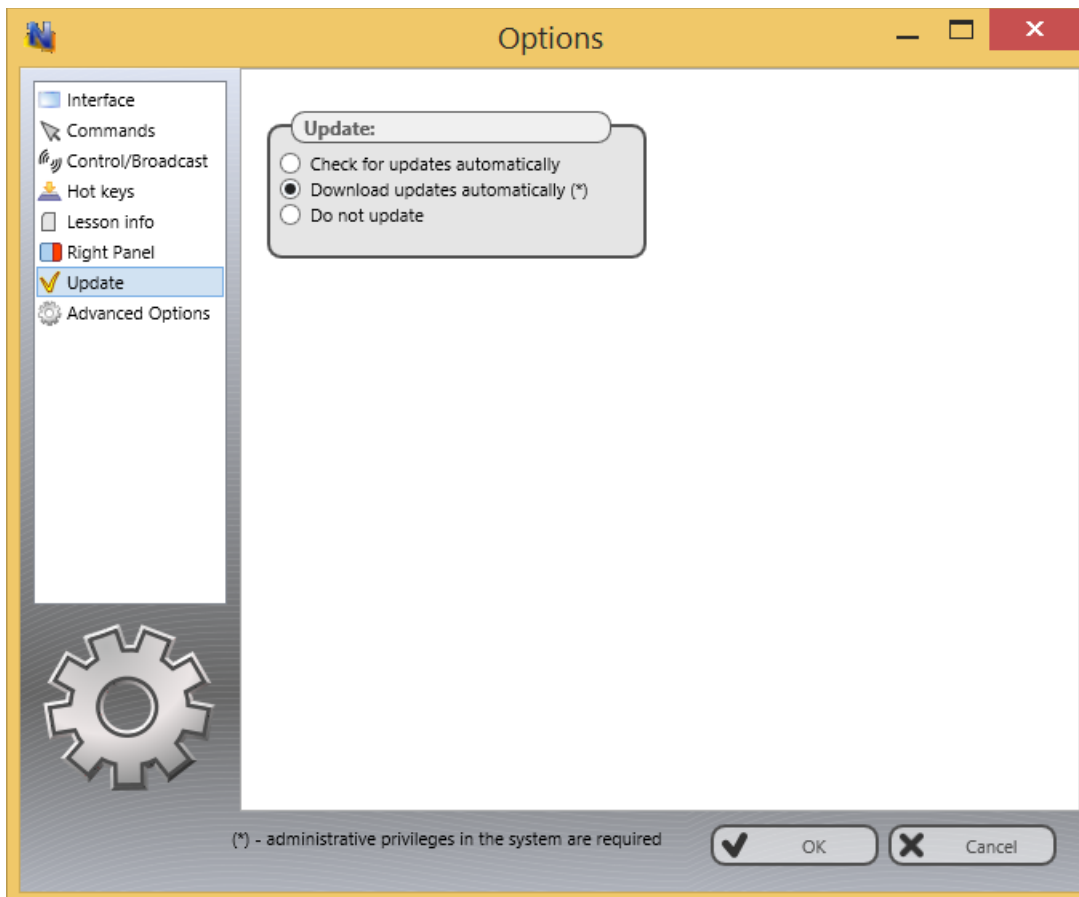 Options
Interface
Commands
Control/Broadcast
Hot keys
Lesson info
Right Panel
Update
Advanced Options
Update:
Check for updates automatically
Download updates automatically (*)
Do not update
(*) - administrative privileges in the system are required
OK
Cancel